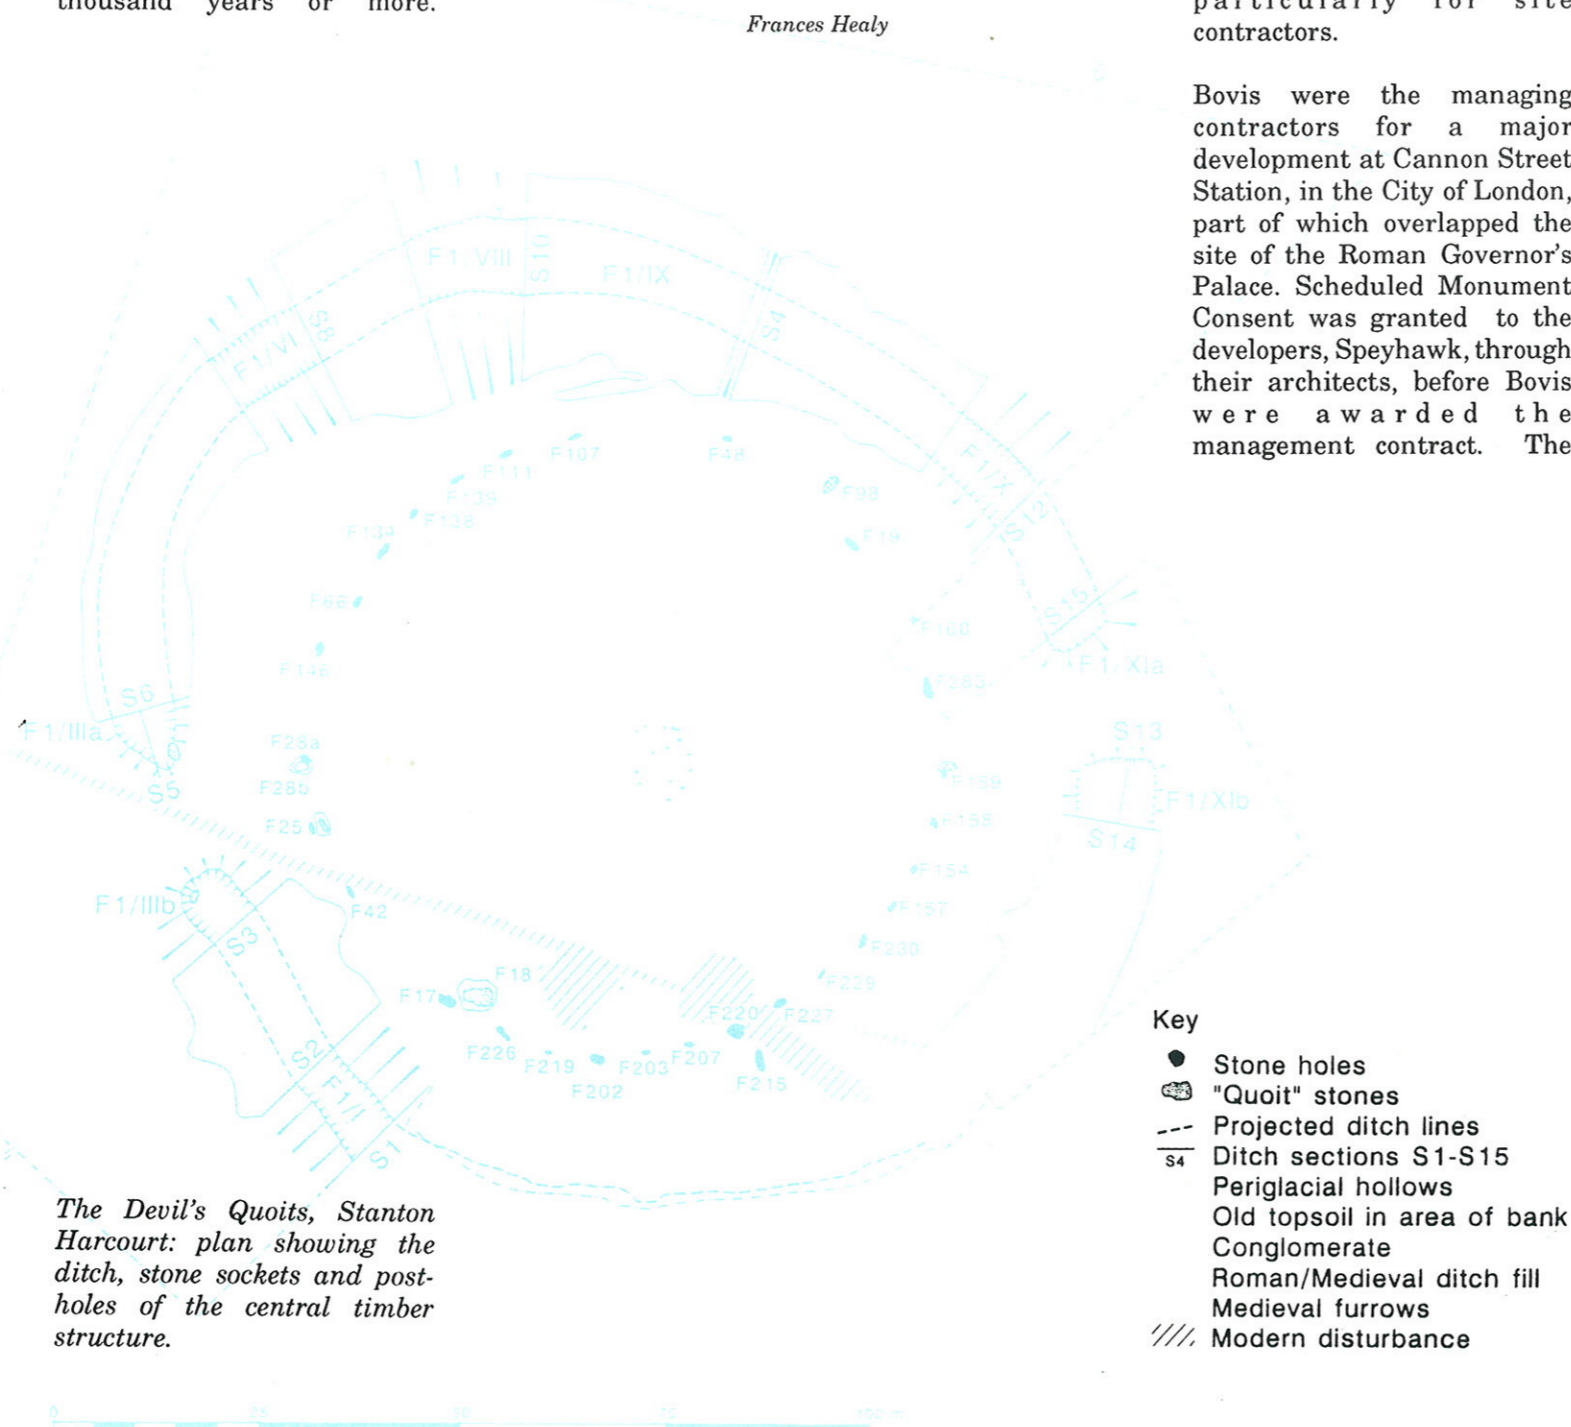 thousand years or more.
Frances Healy
particularly for site
contractors.
Bovis were the managing
contractors for a major
development at Cannon Street
Station, in the City of London,
part of which overlapped the
site of the Roman Governor's
Palace. Scheduled Monument
Consent was granted to the
developers, Speyhawk, through
their architects, before Bovis
were awarded the
management contract. The
F1/VIII
S10
F1/IX
S8
S4
F1/VI
F107
F48
F111
F139
F98
F1/X
F138
F134
F19
S12
F68
S15
F100
F146
F1/XIa
F283
S6
F1/IIIa
S13
F28a
F159
F28b
S5
F1/XIb
F25
F158
S14
F154
F1/IIIb
F42
F157
S3
F230
F18
F229
F17
F220
F227
S2
F226
F219
F203
F207
F202
F215
F1/I
S1
Key
Stone holes
"Quoit" stones
Projected ditch lines
S4 Ditch sections S1-S15
Periglacial hollows
Old topsoil in area of bank
Conglomerate
Roman/Medieval ditch fill
Medieval furrows
Modern disturbance
The Devil's Quoits, Stanton
Harcourt: plan showing the
ditch, stone sockets and post-
holes of the central timber
structure.
0 25 50 75 100 m